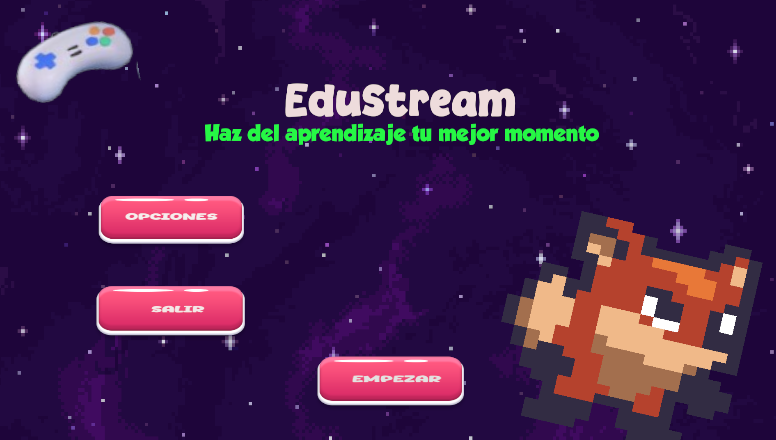 EduStream
Haz del aprendizaje tu mejor momento
OPCIONES
SALIR
EMPEZAR